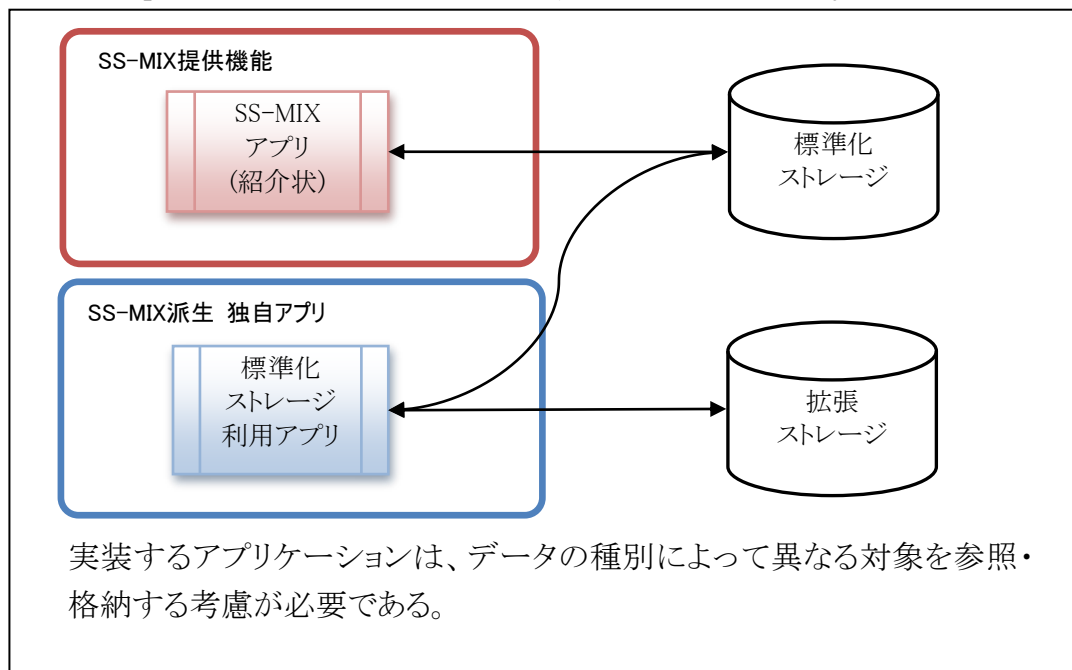 SS-MIX提供機能
SS-MIX
アプリ
(紹介状)
標準化
ストレージ
SS-MIX派生 独自アプリ
標準化
ストレージ
利用アプリ
拡張
ストレージ
実装するアプリケーションは、データの種別によって異なる対象を参照・
格納する考慮が必要である。